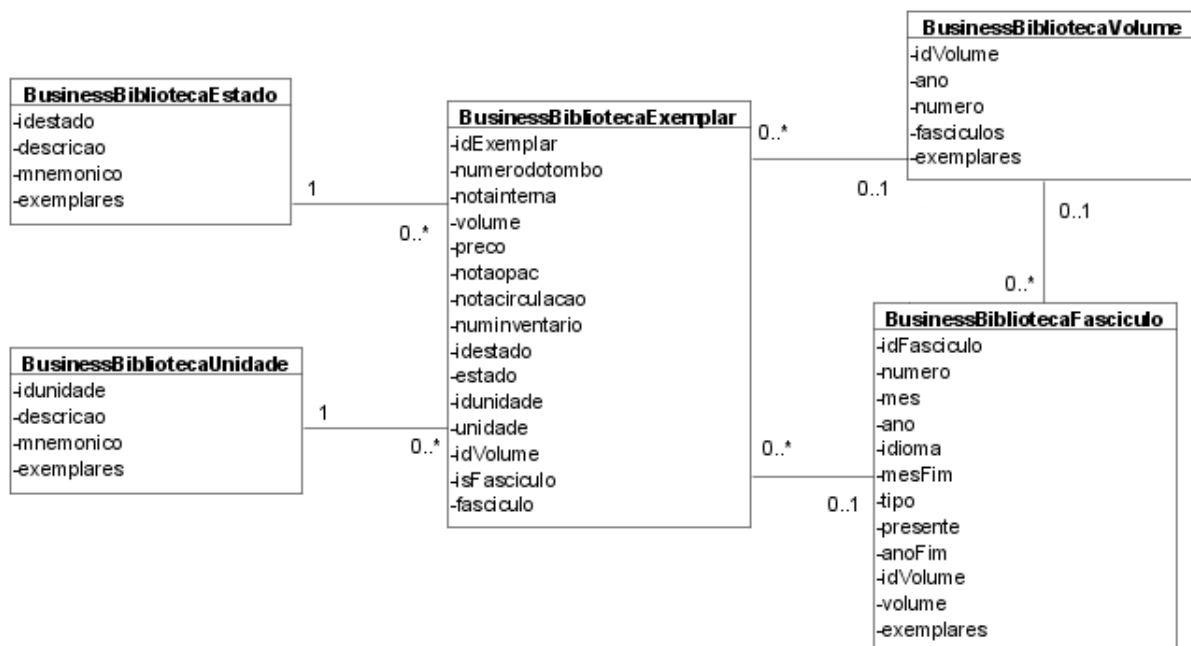 BusinessBibliotecaEstado
-idestado
-descricao
-mnemonico
-exemplares
1
0..*
BusinessBibliotecaUnidade
-idunidade
-descricao
-mnemonico
-exemplares
1
0..*
BusinessBibliotecaExemplar
-idExemplar
-numerodotombo
-notainterna
-volume
-preco
-notaopac
-notacirculacao
-numinventario
-idestado
-estado
-idunidade
-unidade
-idVolume
-isFasciculo
-fasciculo
0..*
0..1
BusinessBibliotecaVolume
-idVolume
-ano
-numero
-fasciculos
-exemplares
0..1
0..*
0..*
0..1
BusinessBibliotecaFasciculo
-idFasciculo
-numero
-mes
-ano
-idioma
-mesFim
-tipo
-presente
-anoFim
-idVolume
-volume
-exemplares